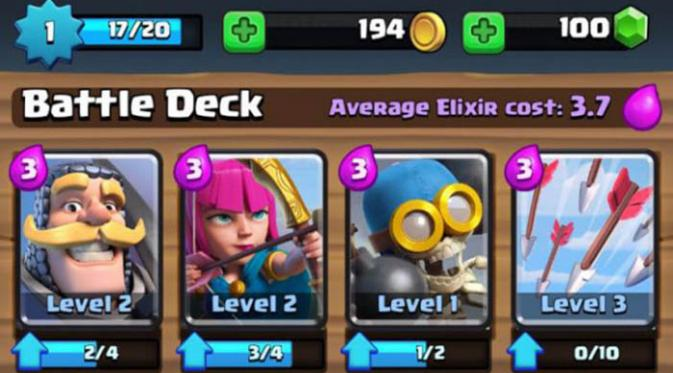 1 17/20 194 100
Battle Deck Average Elixir cost: 3.7
3 3 3 3
Level 2 Level 2 Level 1 Level 3
2/4 3/4 1/2 0/10